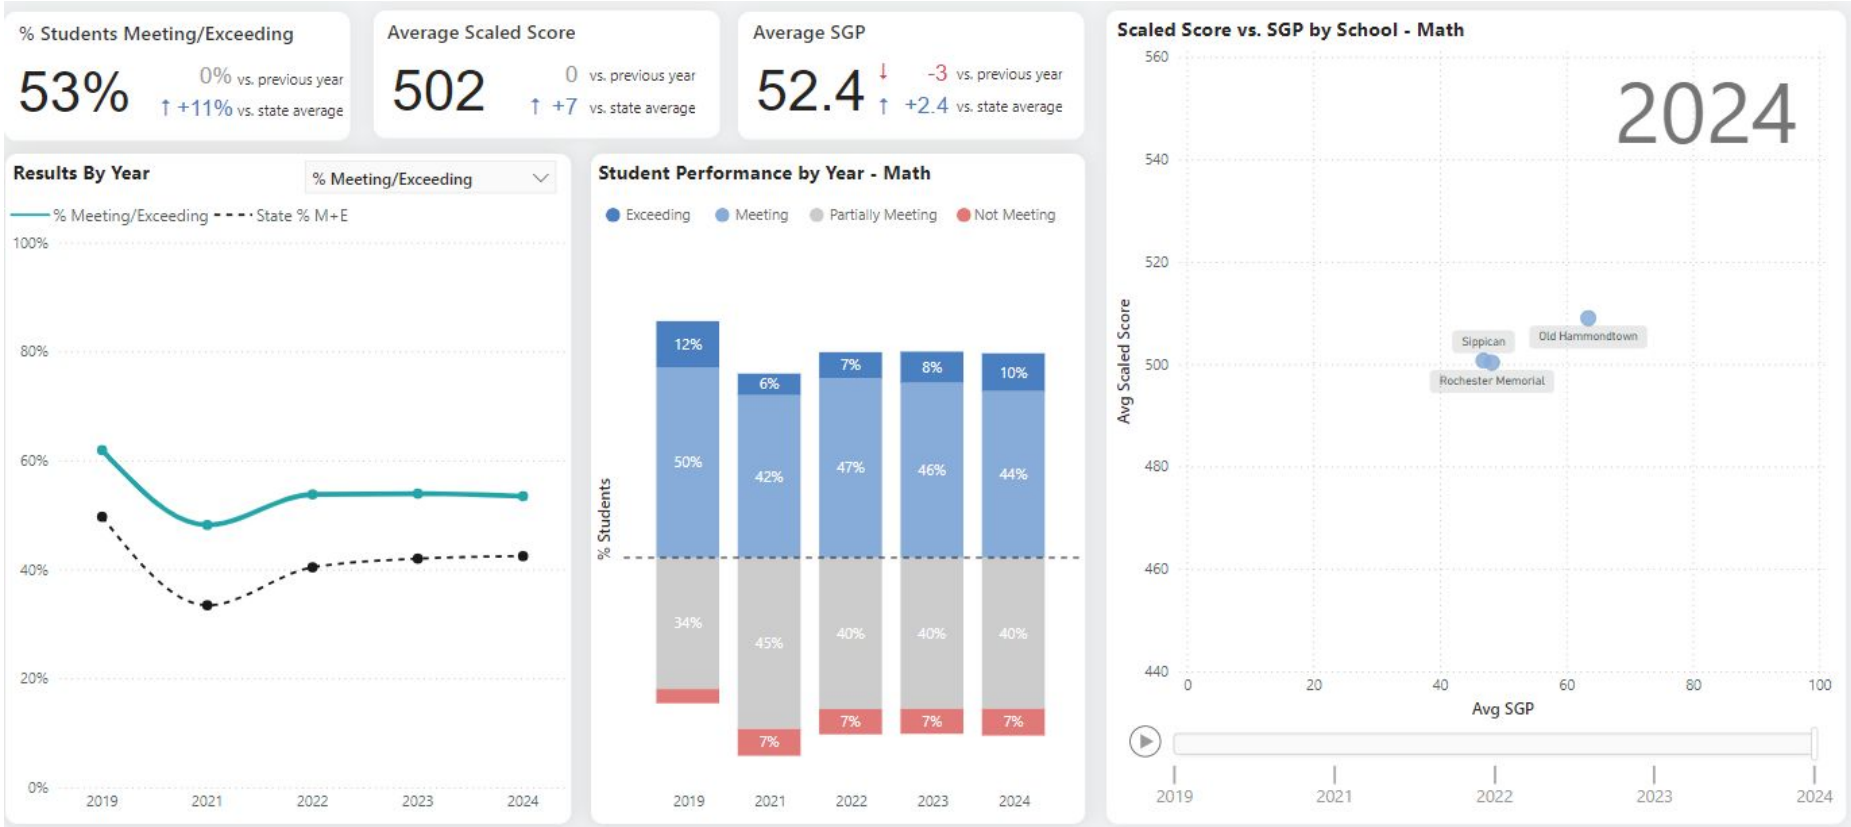 % Students Meeting/Exceeding
53%
0% vs. previous year
↑ +11% vs. state average
Average Scaled Score
502
0 vs. previous year
↑ +7 vs. state average
Average SGP
52.4
↓ -3 vs. previous year
↑ +2.4 vs. state average
Results By Year
% Meeting/Exceeding
% Meeting/Exceeding
State % M+E
100%
80%
60%
40%
20%
0%
2019 2021 2022 2023 2024
Student Performance by Year - Math
Exceeding Meeting Partially Meeting Not Meeting
% Students
12% 6% 7% 8% 10%
50% 42% 47% 46% 44%
34% 45% 40% 40% 40%
7% 7% 7% 7%
2019 2021 2022 2023 2024
Scaled Score vs. SGP by School - Math
2024
Avg Scaled Score
560
540
520
500
480
460
440
Old Hammondtown
Sippican
Rochester Memorial
0 20 40 60 80 100
Avg SGP
2019 2021 2022 2023 2024